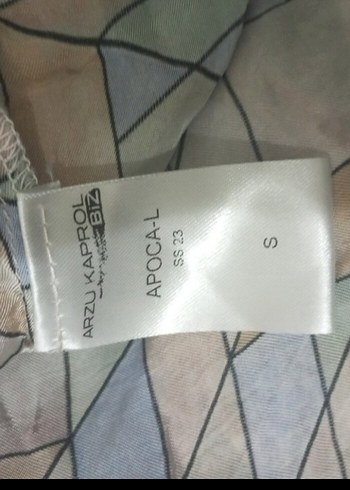 ARZU KAPROL
BIZ
APOCA-L
SS 23
S